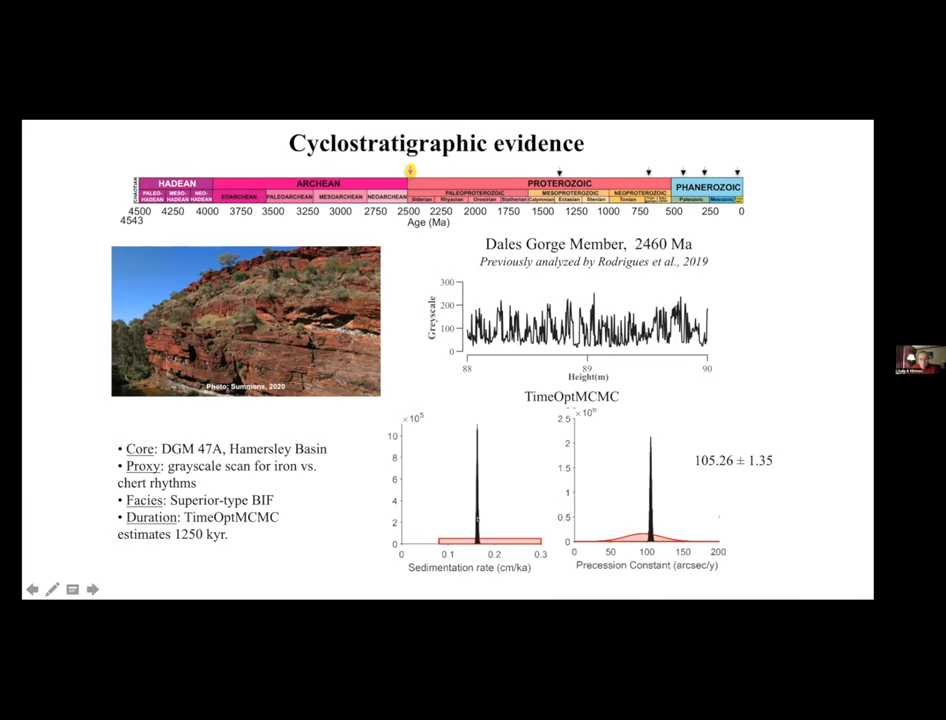 Cyclostratigraphic evidence
HADEAN ARCHEAN PROTEROZOIC PHANEROZOIC
PALEO-HADEAN MESO-HADEAN NEO-HADEAN EOARCHEAN PALEOARCHEAN MESOARCHEAN NEOARCHEAN PALEOPROTEROZOIC MESOPROTEROZOIC NEOPROTEROZOIC
Siderian Rhyacian Orosirian Statherian Calymmian Ectasian Stenian Tonian Paleozoic Mesozoic
4500 4250 4000 3750 3500 3250 3000 2750 2500 2250 2000 1750 1500 1250 1000 750 500 250 0
4543
Age (Ma)
Dales Gorge Member, 2460 Ma
Previously analyzed by Rodrigues et al., 2019
Greyscale
300
200
100
0
88 89 90
Height(m)
Photo: Summons, 2020
TimeOptMCMC
• Core: DGM 47A, Hamersley Basin
• Proxy: grayscale scan for iron vs.
chert rhythms
• Facies: Superior-type BIF
• Duration: TimeOptMCMC
estimates 1250 kyr.
×10⁵
10
8
6
4
2
0
0 0.1 0.2 0.3
Sedimentation rate (cm/ka)
×10⁶
2.5
2
1.5
1
0.5
0
0 50 100 150 200
Precession Constant (arcsec/y)
105.26 ± 1.35